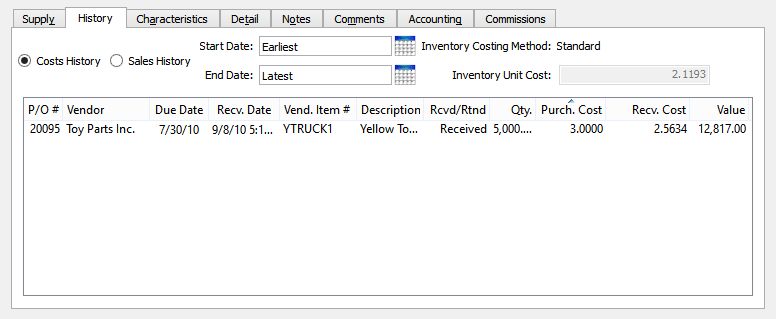 Supply History Characteristics Detail Notes Comments Accounting Commissions
Start Date: Earliest Inventory Costing Method: Standard
Costs History Sales History
End Date: Latest Inventory Unit Cost: 2.1193
P/O # Vendor Due Date Recv. Date Vend. Item # Description Rcvd/Rtnd Qty. Purch. Cost Recv. Cost Value
20095 Toy Parts Inc. 7/30/10 9/8/10 5:1... YTRUCK1 Yellow To... Received 5,000.... 3.0000 2.5634 12,817.00